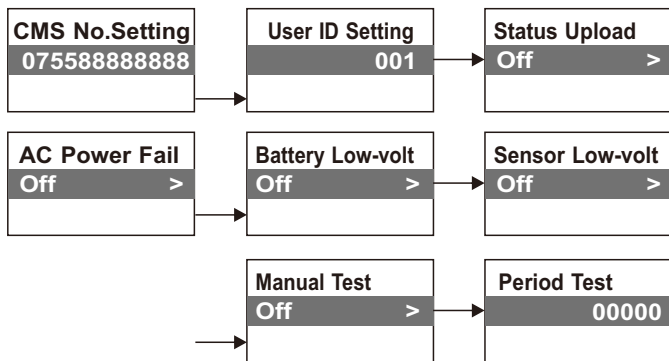 CMS No.Setting
075588888888
User ID Setting
001
Status Upload
Off >
AC Power Fail
Off >
Battery Low-volt
Off >
Sensor Low-volt
Off >
Manual Test
Off >
Period Test
00000